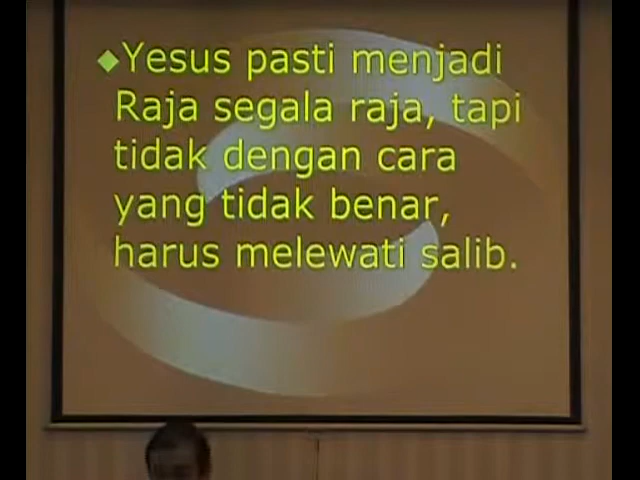 Yesus pasti menjadi
Raja segala raja, tapi
tidak dengan cara
yang tidak benar,
harus melewati salib.